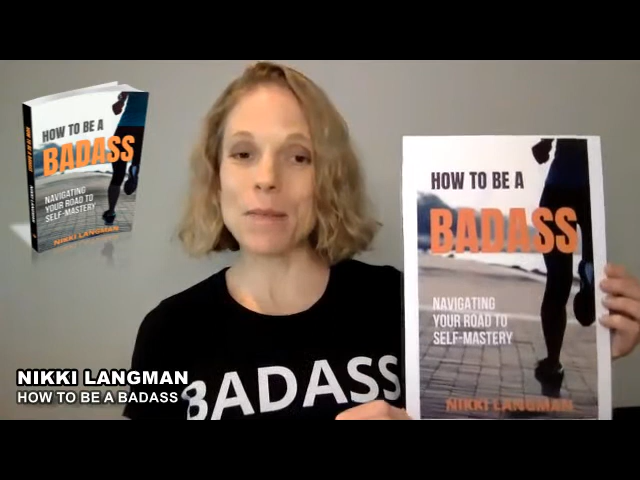 HOW TO BE A
BADASS
NAVIGATING
YOUR ROAD TO
SELF-MASTERY
NIKKI LANGMAN
HOW TO BE A
BADASS
NAVIGATING
YOUR ROAD TO
SELF-MASTERY
NIKKI LANGMAN
BADASS
NIKKI LANGMAN
HOW TO BE A BADASS